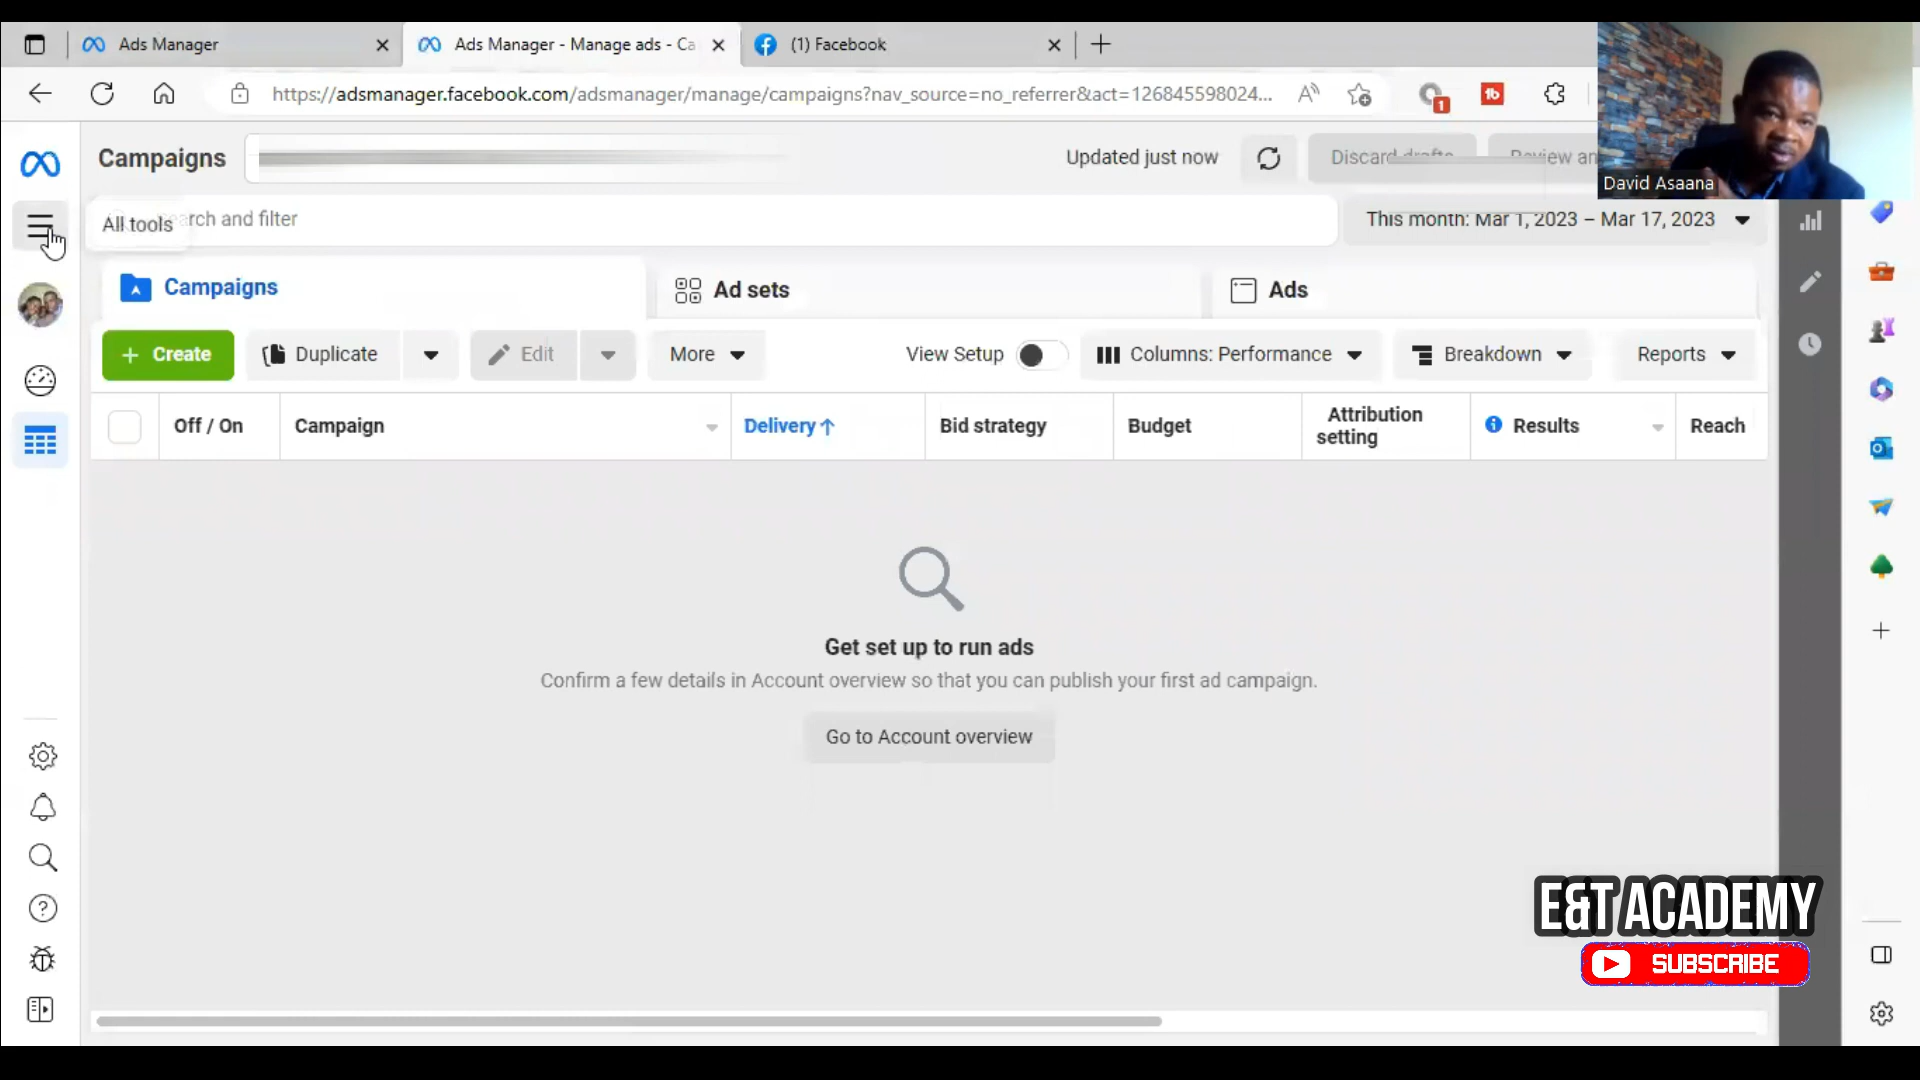 Ads Manager
Ads Manager - Manage ads - Ca
(1) Facebook
https://adsmanager.facebook.com/adsmanager/manage/campaigns?nav_source=no_referrer&act=126845598024...
1
Campaigns
Updated just now
Discard drafts
Review an
David Asaana
All tools
arch and filter
This month: Mar 1, 2023 – Mar 17, 2023
Campaigns
Ad sets
Ads
+ Create
Duplicate
Edit
More
View Setup
Columns: Performance
Breakdown
Reports
Off / On
Campaign
Delivery ↑
Bid strategy
Budget
Attribution setting
Results
Reach
Get set up to run ads
Confirm a few details in Account overview so that you can publish your first ad campaign.
Go to Account overview
E&T ACADEMY
SUBSCRIBE